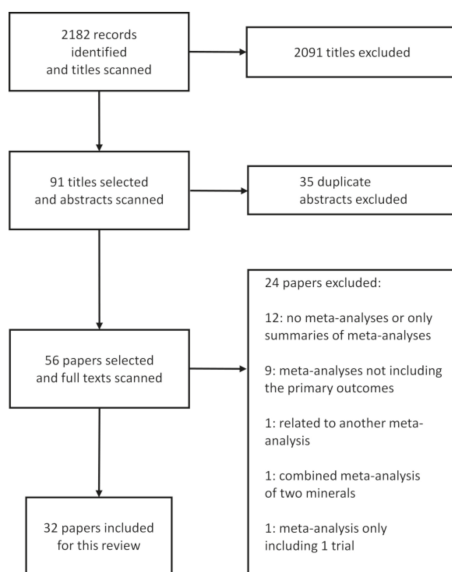 2182 records
identified
and titles scanned
2091 titles excluded
91 titles selected
and abstracts scanned
35 duplicate
abstracts excluded
56 papers selected
and full texts scanned
24 papers excluded:
12: no meta-analyses or only
summaries of meta-analyses
9: meta-analyses not including
the primary outcomes
1: related to another meta-
analysis
1: combined meta-analysis
of two minerals
1: meta-analysis only
including 1 trial
32 papers included
for this review